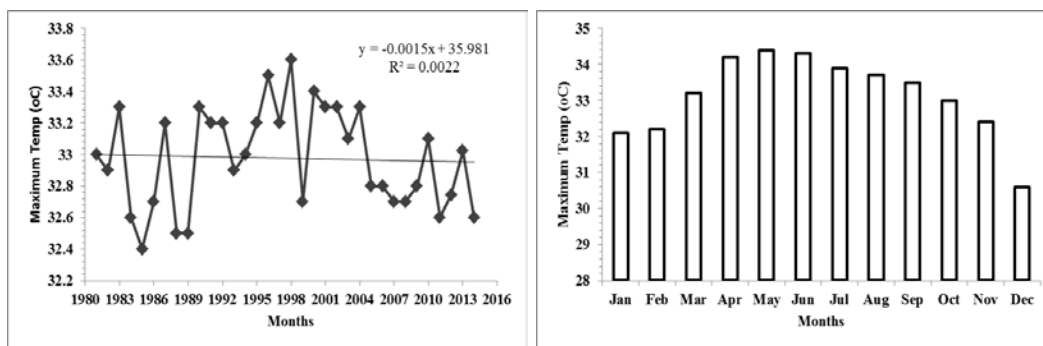 33.8
33.6
33.4
33.2
33
32.8
32.6
32.4
32.2
Maximum Temp (oC)
y = -0.0015x + 35.981
R² = 0.0022
1980 1983 1986 1989 1992 1995 1998 2001 2004 2007 2010 2013 2016
Months
35
34
33
32
31
30
29
28
Maximum Temp (oC)
Jan Feb Mar Apr May Jun Jul Aug Sep Oct Nov Dec
Months